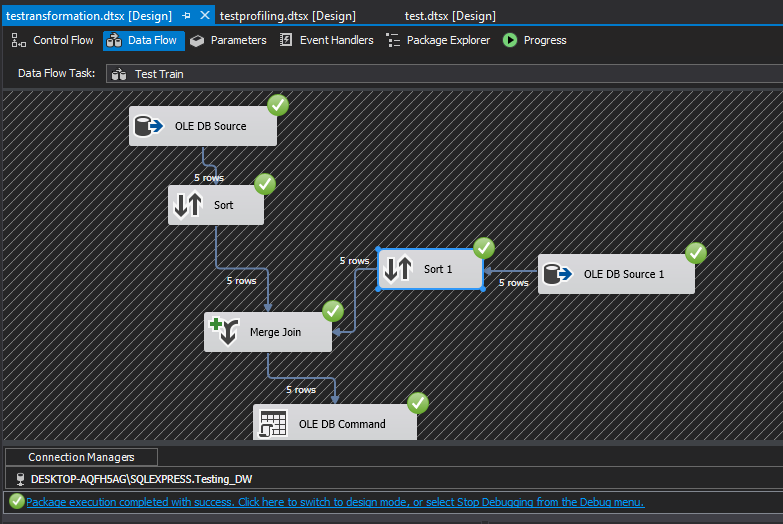 testransformation.dtsx [Design] testprofiling.dtsx [Design] test.dtsx [Design]
Control Flow Data Flow Parameters Event Handlers Package Explorer Progress
Data Flow Task: Test Train
OLE DB Source
5 rows
Sort
5 rows
Sort 1
OLE DB Source 1
5 rows
5 rows
Merge Join
5 rows
OLE DB Command
Connection Managers
DESKTOP-AQFH5AG\SQLEXPRESS.Testing_DW
Package execution completed with success. Click here to switch to design mode, or select Stop Debugging from the Debug menu.